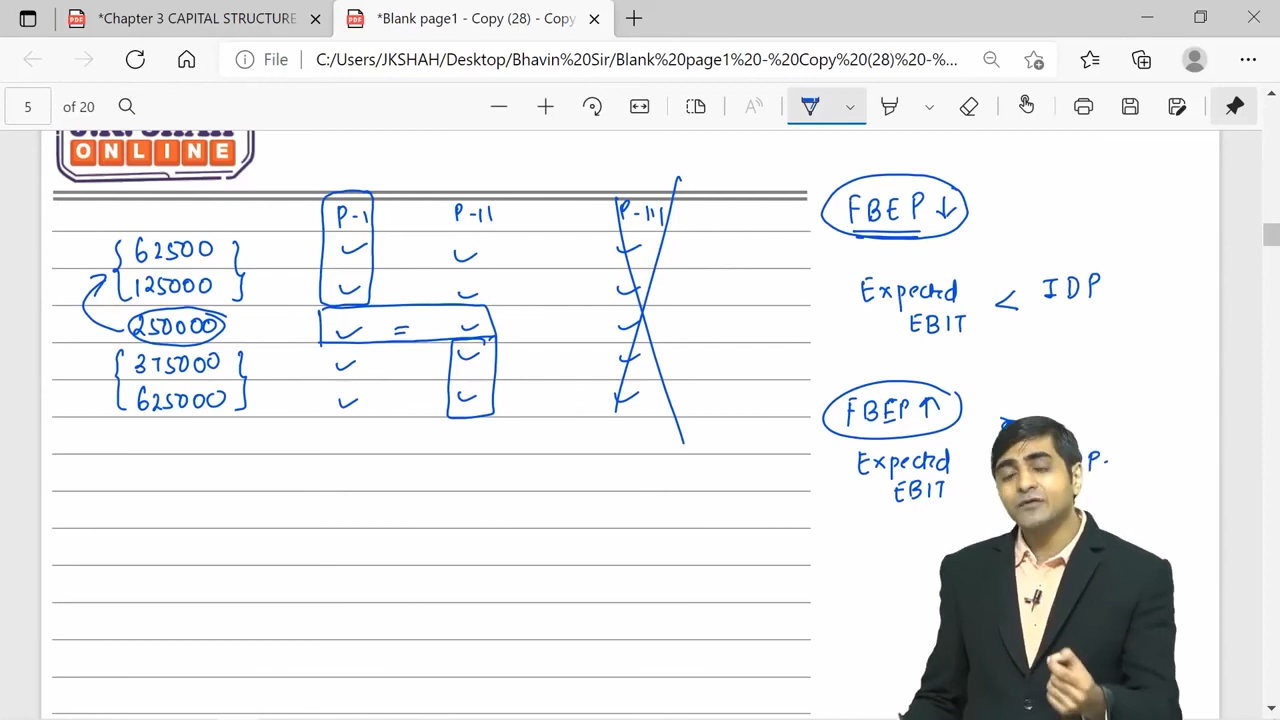 *Chapter 3 CAPITAL STRUCTURE
*Blank page1 - Copy (28) - Copy
File
C:/Users/JKSHAH/Desktop/Bhavin%20Sir/Blank%20page1%20-%20Copy%20(28)%20-%...
5 of 20
ONLINE
P-I P-II P-III
62500
125000
250000 =
375000
625000
FBEP ↓
Expected < IDP
EBIT
FBEP ↑
Expected P.
EBIT